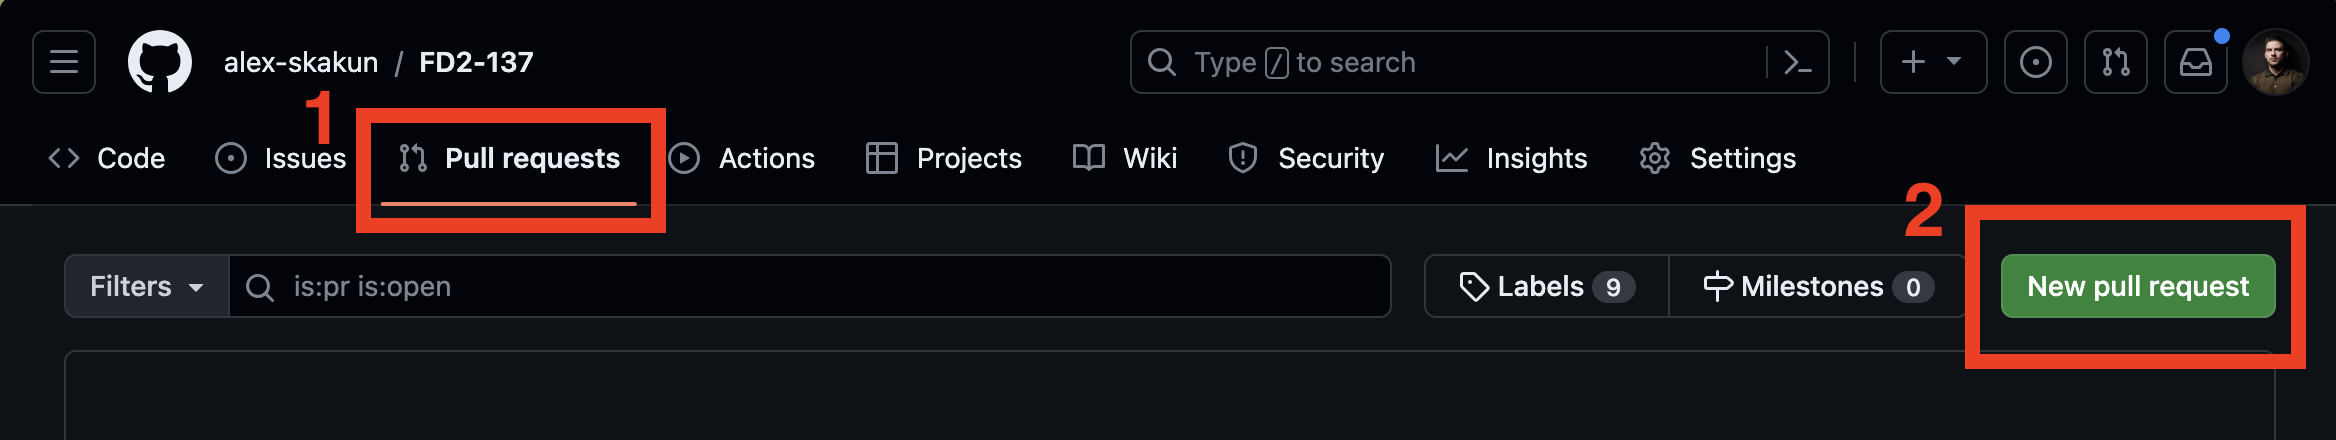 alex-skakun / FD2-137
Type / to search
1
Code Issues Pull requests Actions Projects Wiki Security Insights Settings
2
Filters is:pr is:open Labels 9 Milestones 0 New pull request